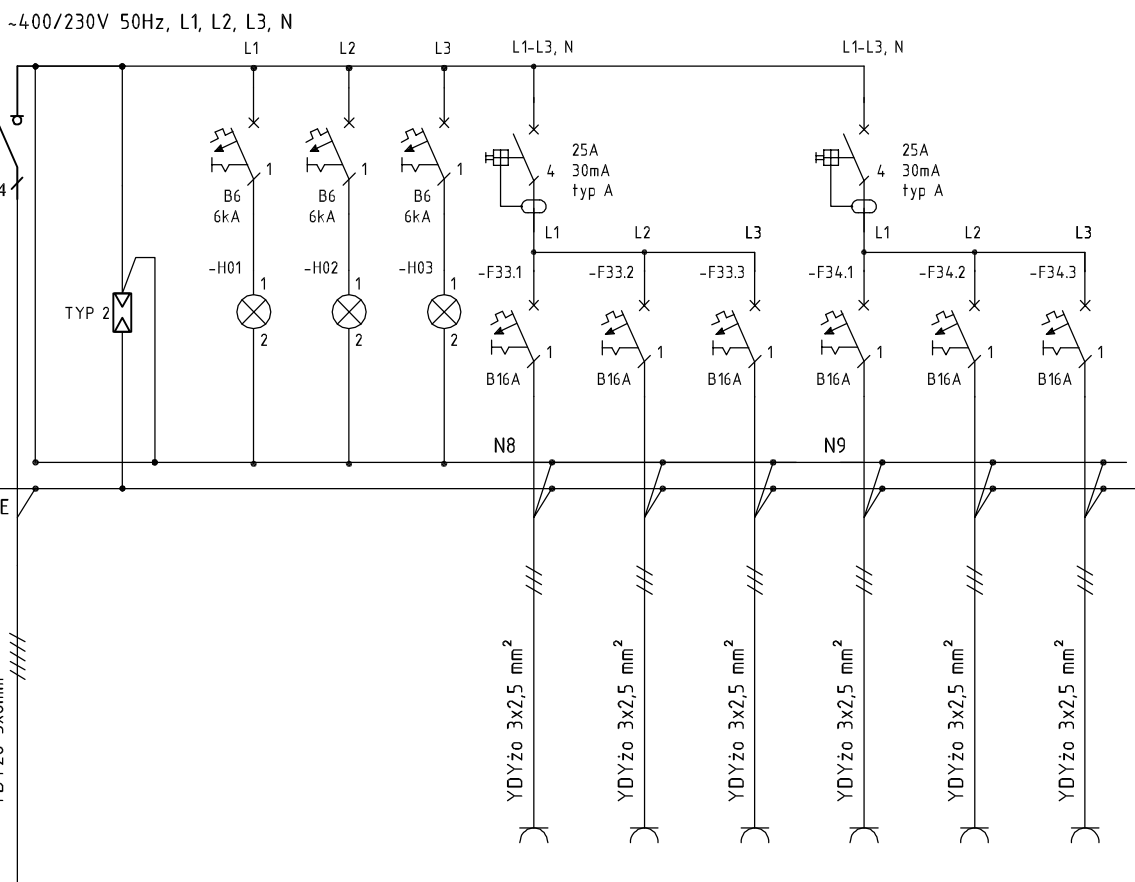 ~400/230V 50Hz, L1, L2, L3, N
L1
L2
L3
L1-L3, N
L1-L3, N
4
1
B6
6kA
1
B6
6kA
1
B6
6kA
4
25A
30mA
typ A
4
25A
30mA
typ A
L1
L2
L3
L1
L2
L3
-H01
-H02
-H03
-F33.1
-F33.2
-F33.3
-F34.1
-F34.2
-F34.3
TYP 2
1
2
1
2
1
2
1
B16A
1
B16A
1
B16A
1
B16A
1
B16A
1
B16A
N8
N9
E
YDYżo 3x2,5 mm²
YDYżo 3x2,5 mm²
YDYżo 3x2,5 mm²
YDYżo 3x2,5 mm²
YDYżo 3x2,5 mm²
YDYżo 3x2,5 mm²